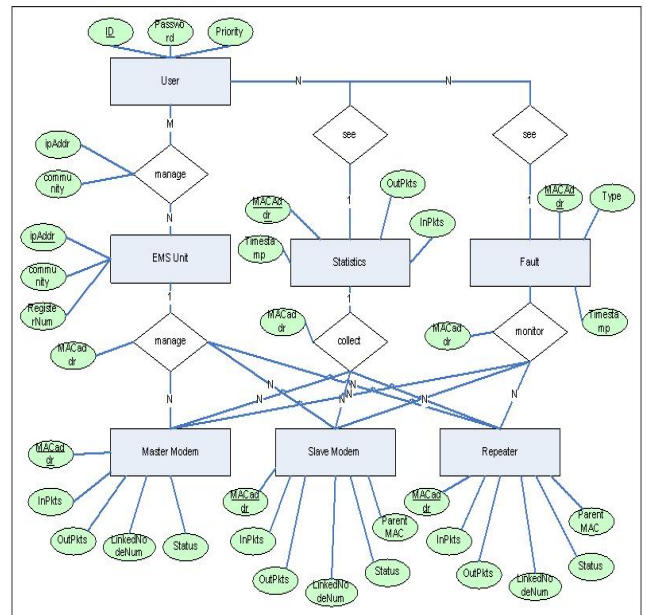 ID
Passwo
rd
Priority
User
N
N
M
see
see
ipAddr
commu
nity
manage
OutPkts
MACAd
dr
Type
1
1
MACAd
dr
InPkts
N
ipAddr
Timesta
mp
EMS Unit
Statistics
Fault
commu
nity
Register
rNum
1
1
MACad
dr
Timesta
mp
MACad
dr
manage
collect
MACad
dr
monitor
N
N
N
N
N
N
N
N
N
Master Modem
Slave Modem
Repeater
MACad
dr
InPkts
OutPkts
LinkedNo
deNum
Status
MACad
dr
InPkts
OutPkts
LinkedNo
deNum
Status
Parent
MAC
MACad
dr
InPkts
OutPkts
LinkedNo
deNum
Status
Parent
MAC